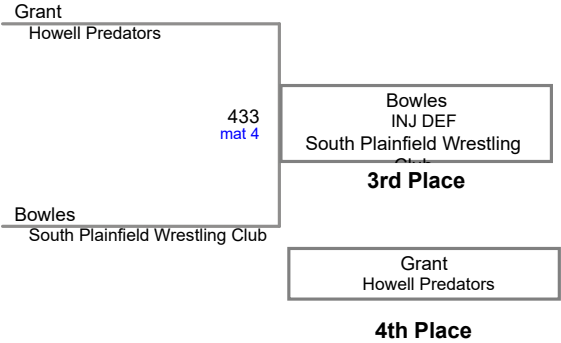 Grant
Howell Predators
433
mat 4
Bowles
INJ DEF
South Plainfield Wrestling
Club
3rd Place
Bowles
South Plainfield Wrestling Club
Grant
Howell Predators
4th Place